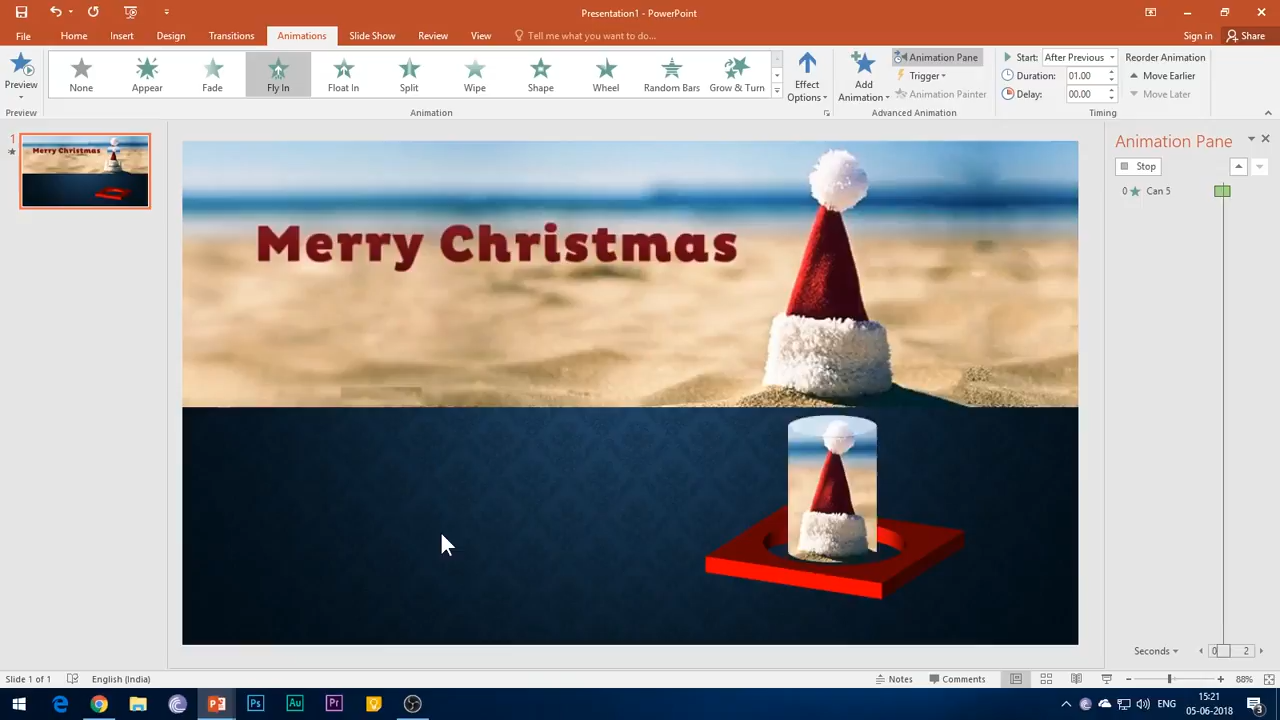 Presentation1 - PowerPoint
File Home Insert Design Transitions Animations Slide Show Review View Tell me what you want to do... Sign in Share
Preview None Appear Fade Fly In Float In Split Wipe Shape Wheel Random Bars Grow & Turn Effect Options Add Animation Animation Pane Trigger Animation Painter Start: After Previous Duration: 01.00 Delay: 00.00 Reorder Animation Move Earlier Move Later
Preview Animation Advanced Animation Timing
1 Merry Christmas
Merry Christmas
Animation Pane
Stop
0 Can 5
Seconds 0 2
Slide 1 of 1 English (India) Notes Comments 88%
Ps Au Pr ENG 15:21
05-06-2018 3